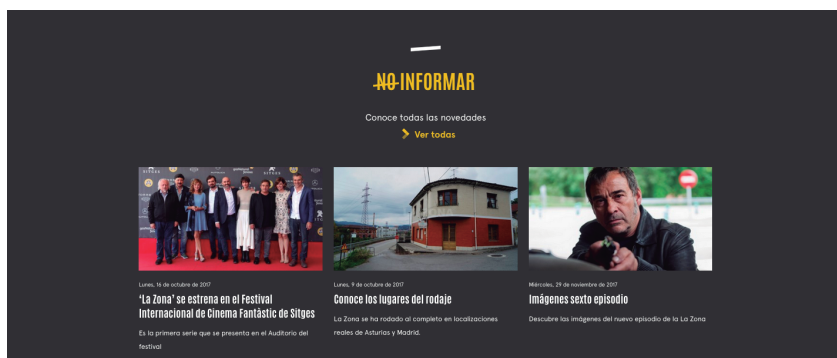 NO INFORMAR
Conoce todas las novedades
Ver todas
SITGES
SITGES
Lunes, 16 de octubre de 2017
‘La Zona’ se estrena en el Festival
Internacional de Cinema Fantàstic de Sitges
Es la primera serie que se presenta en el Auditorio del
festival
Lunes, 9 de octubre de 2017
Conoce los lugares del rodaje
La Zona se ha rodado al completo en localizaciones
reales de Asturias y Madrid.
Miércoles, 29 de noviembre de 2017
Imágenes sexto episodio
Descubre las imágenes del nuevo episodio de la La Zona